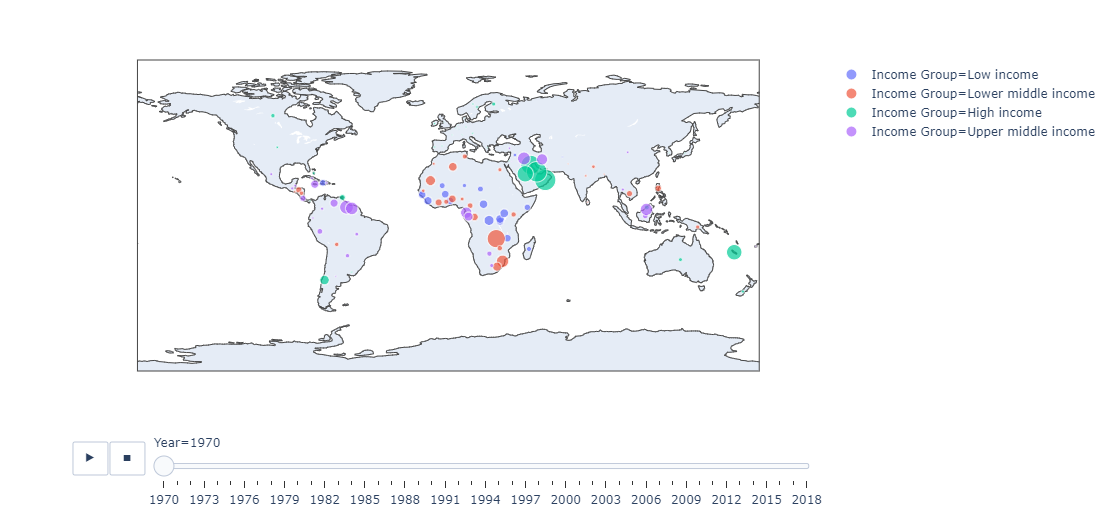 Income Group=Low income
Income Group=Lower middle income
Income Group=High income
Income Group=Upper middle income
Year=1970
1970 1973 1976 1979 1982 1985 1988 1991 1994 1997 2000 2003 2006 2009 2012 2015 2018